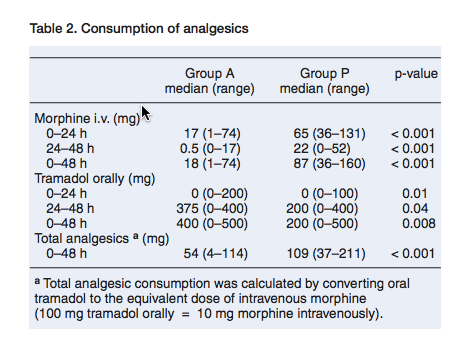 Table 2. Consumption of analgesics
Group A Group P p-value
median (range) median (range)
Morphine i.v. (mg)
0–24 h 17 (1–74) 65 (36–131) < 0.001
24–48 h 0.5 (0–17) 22 (0–52) < 0.001
0–48 h 18 (1–74) 87 (36–160) < 0.001
Tramadol orally (mg)
0–24 h 0 (0–200) 0 (0–100) 0.01
24–48 h 375 (0–400) 200 (0–400) 0.04
0–48 h 400 (0–500) 200 (0–500) 0.008
Total analgesics a (mg)
0–48 h 54 (4–114) 109 (37–211) < 0.001
a Total analgesic consumption was calculated by converting oral
tramadol to the equivalent dose of intravenous morphine
(100 mg tramadol orally = 10 mg morphine intravenously).